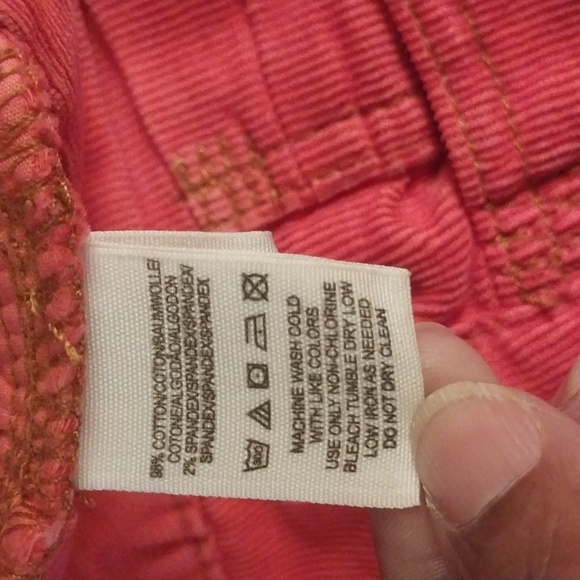 98% COTTON/COTON/BAUMWOLLE/
COTONE/ALGODÃO/ALGODON
2% SPANDEX/SPANDEX/SPANDEX/
SPANDEX/SPANDEX/SPANDEX
MACHINE WASH COLD
WITH LIKE COLORS
USE ONLY NON-CHLORINE
BLEACH TUMBLE DRY LOW
LOW IRON AS NEEDED
DO NOT DRY CLEAN